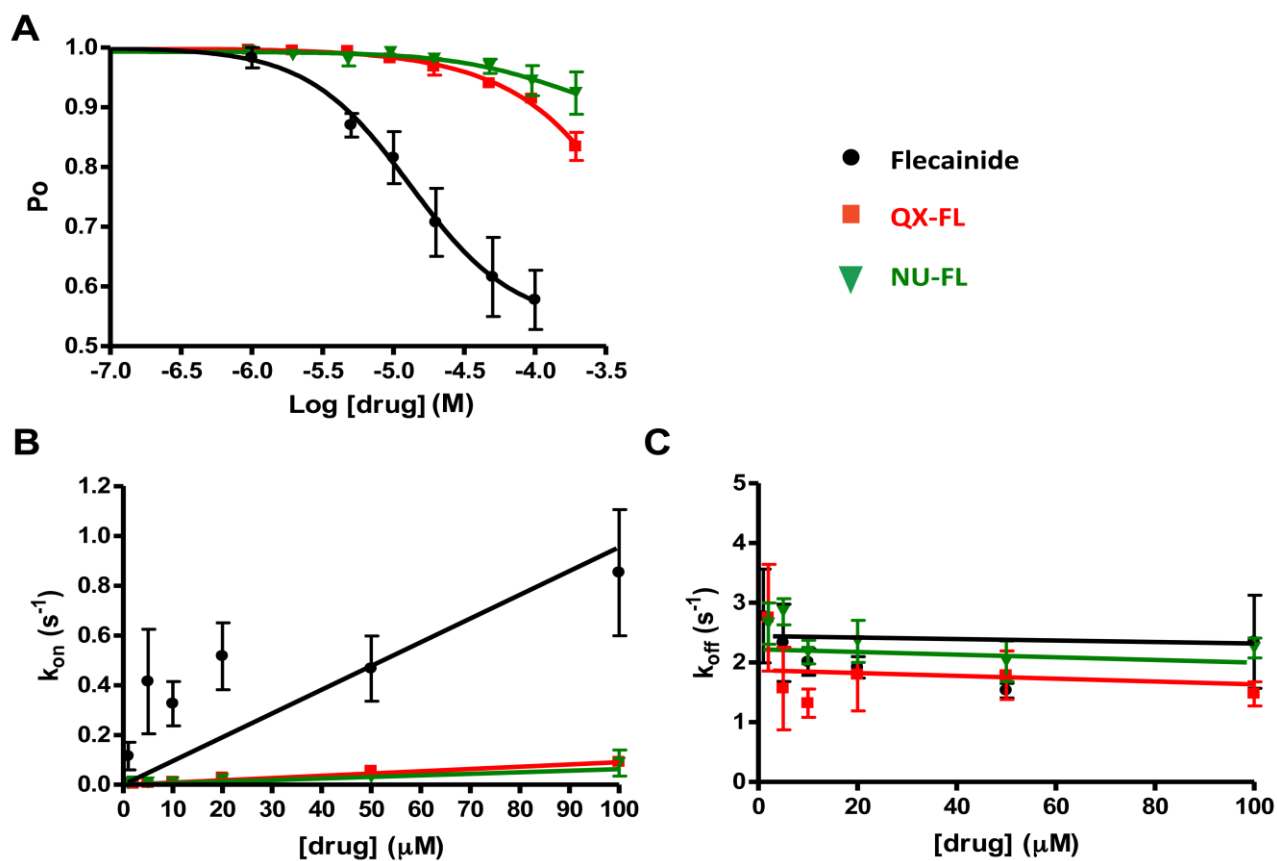 A
1.0
0.9
0.8
0.7
0.6
0.5
Po
-7.0 -6.5 -6.0 -5.5 -5.0 -4.5 -4.0 -3.5
Log [drug] (M)
Flecainide
QX-FL
NU-FL
B
1.2
1.0
0.8
0.6
0.4
0.2
0.0
k_on (s⁻¹)
0 10 20 30 40 50 60 70 80 90 100
[drug] (μM)
C
5
4
3
2
1
0
k_off (s⁻¹)
0 20 40 60 80 100
[drug] (μM)